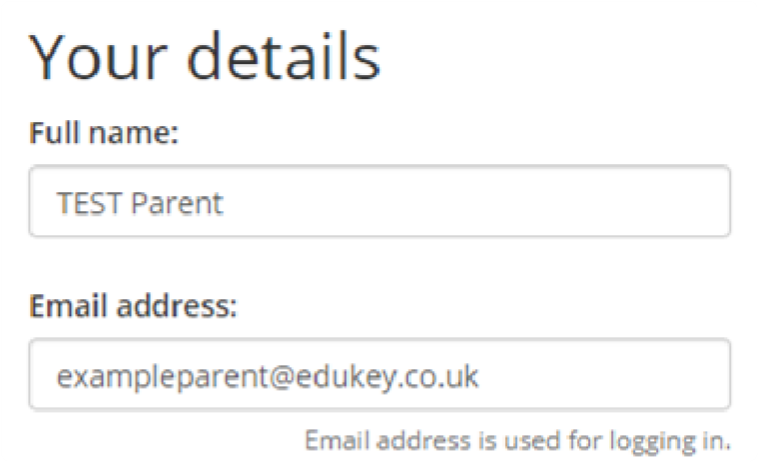 Your details
Full name:
TEST Parent
Email address:
exampleparent@edukey.co.uk
Email address is used for logging in.